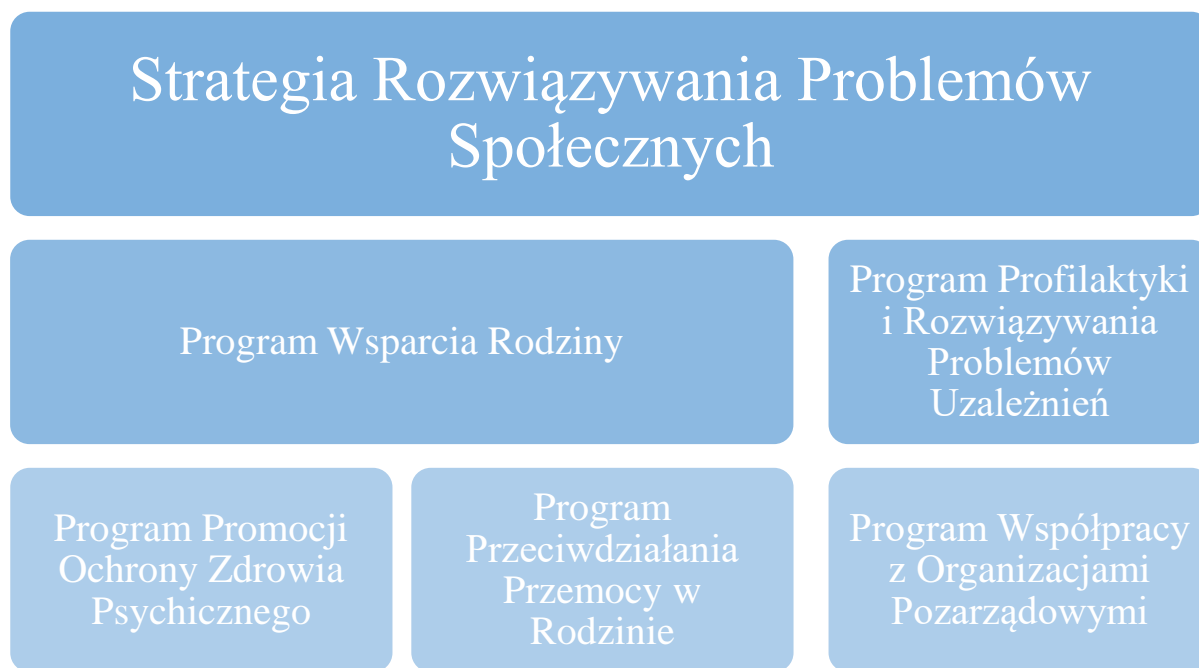 Strategia Rozwiązywania Problemów
Społecznych
Program Wsparcia Rodziny
Program Profilaktyki
i Rozwiązywania
Problemów
Uzależnień
Program Promocji
Ochrony Zdrowia
Psychicznego
Program
Przeciwdziałania
Przemocy w
Rodzinie
Program Współpracy
z Organizacjami
Pozarządowymi